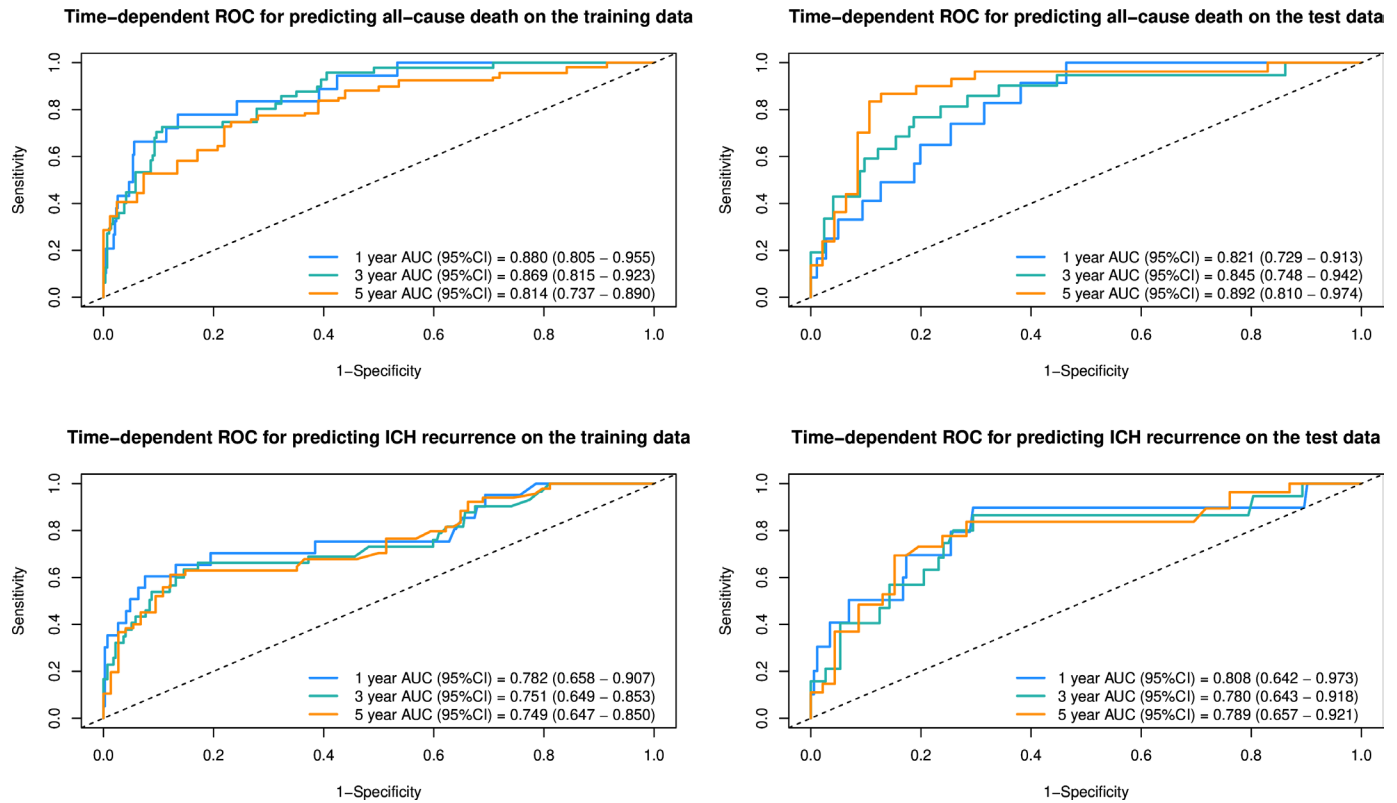 Time−dependent ROC for predicting all−cause death on the training data
Sensitivity
1.0
0.8
0.6
0.4
0.2
0.0
1 year AUC (95%CI) = 0.880 (0.805 − 0.955)
3 year AUC (95%CI) = 0.869 (0.815 − 0.923)
5 year AUC (95%CI) = 0.814 (0.737 − 0.890)
0.0 0.2 0.4 0.6 0.8 1.0
1−Specificity
Time−dependent ROC for predicting all−cause death on the test data
Sensitivity
1.0
0.8
0.6
0.4
0.2
0.0
1 year AUC (95%CI) = 0.821 (0.729 − 0.913)
3 year AUC (95%CI) = 0.845 (0.748 − 0.942)
5 year AUC (95%CI) = 0.892 (0.810 − 0.974)
0.0 0.2 0.4 0.6 0.8 1.0
1−Specificity
Time−dependent ROC for predicting ICH recurrence on the training data
Sensitivity
1.0
0.8
0.6
0.4
0.2
0.0
1 year AUC (95%CI) = 0.782 (0.658 − 0.907)
3 year AUC (95%CI) = 0.751 (0.649 − 0.853)
5 year AUC (95%CI) = 0.749 (0.647 − 0.850)
0.0 0.2 0.4 0.6 0.8 1.0
1−Specificity
Time−dependent ROC for predicting ICH recurrence on the test data
Sensitivity
1.0
0.8
0.6
0.4
0.2
0.0
1 year AUC (95%CI) = 0.808 (0.642 − 0.973)
3 year AUC (95%CI) = 0.780 (0.643 − 0.918)
5 year AUC (95%CI) = 0.789 (0.657 − 0.921)
0.0 0.2 0.4 0.6 0.8 1.0
1−Specificity